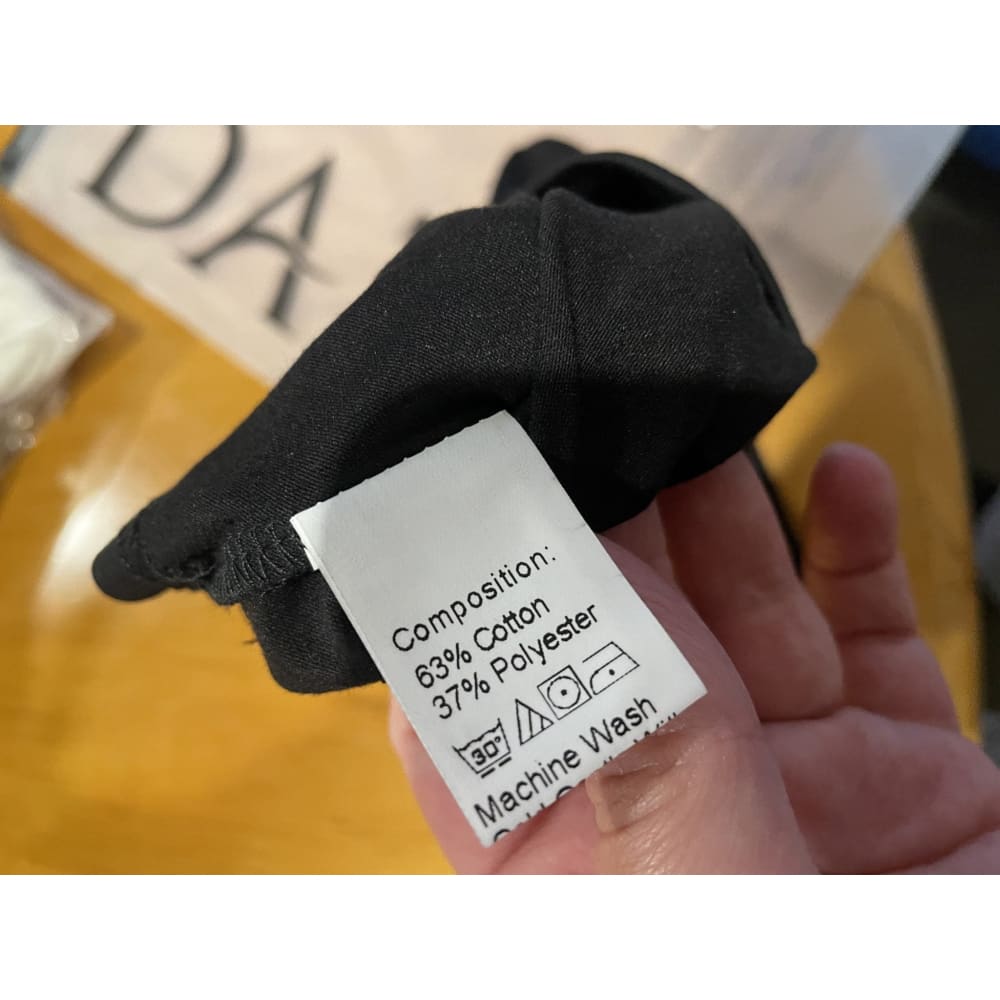 DA
Composition:
63% Cotton
37% Polyester
30°
Machine Wash